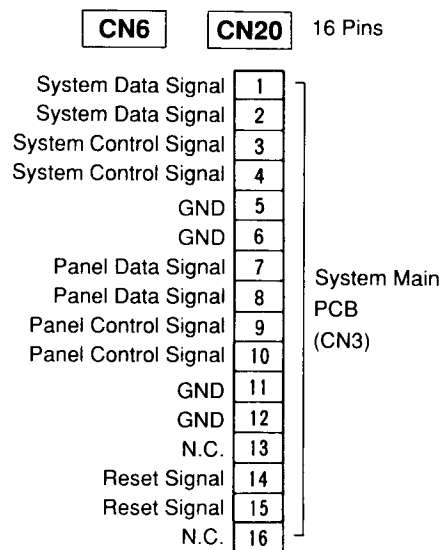 CN6 CN20 16 Pins
System Data Signal 1
System Data Signal 2
System Control Signal 3
System Control Signal 4
GND 5
GND 6
Panel Data Signal 7
Panel Data Signal 8
Panel Control Signal 9
Panel Control Signal 10
GND 11
GND 12
N.C. 13
Reset Signal 14
Reset Signal 15
N.C. 16
System Main
PCB
(CN3)